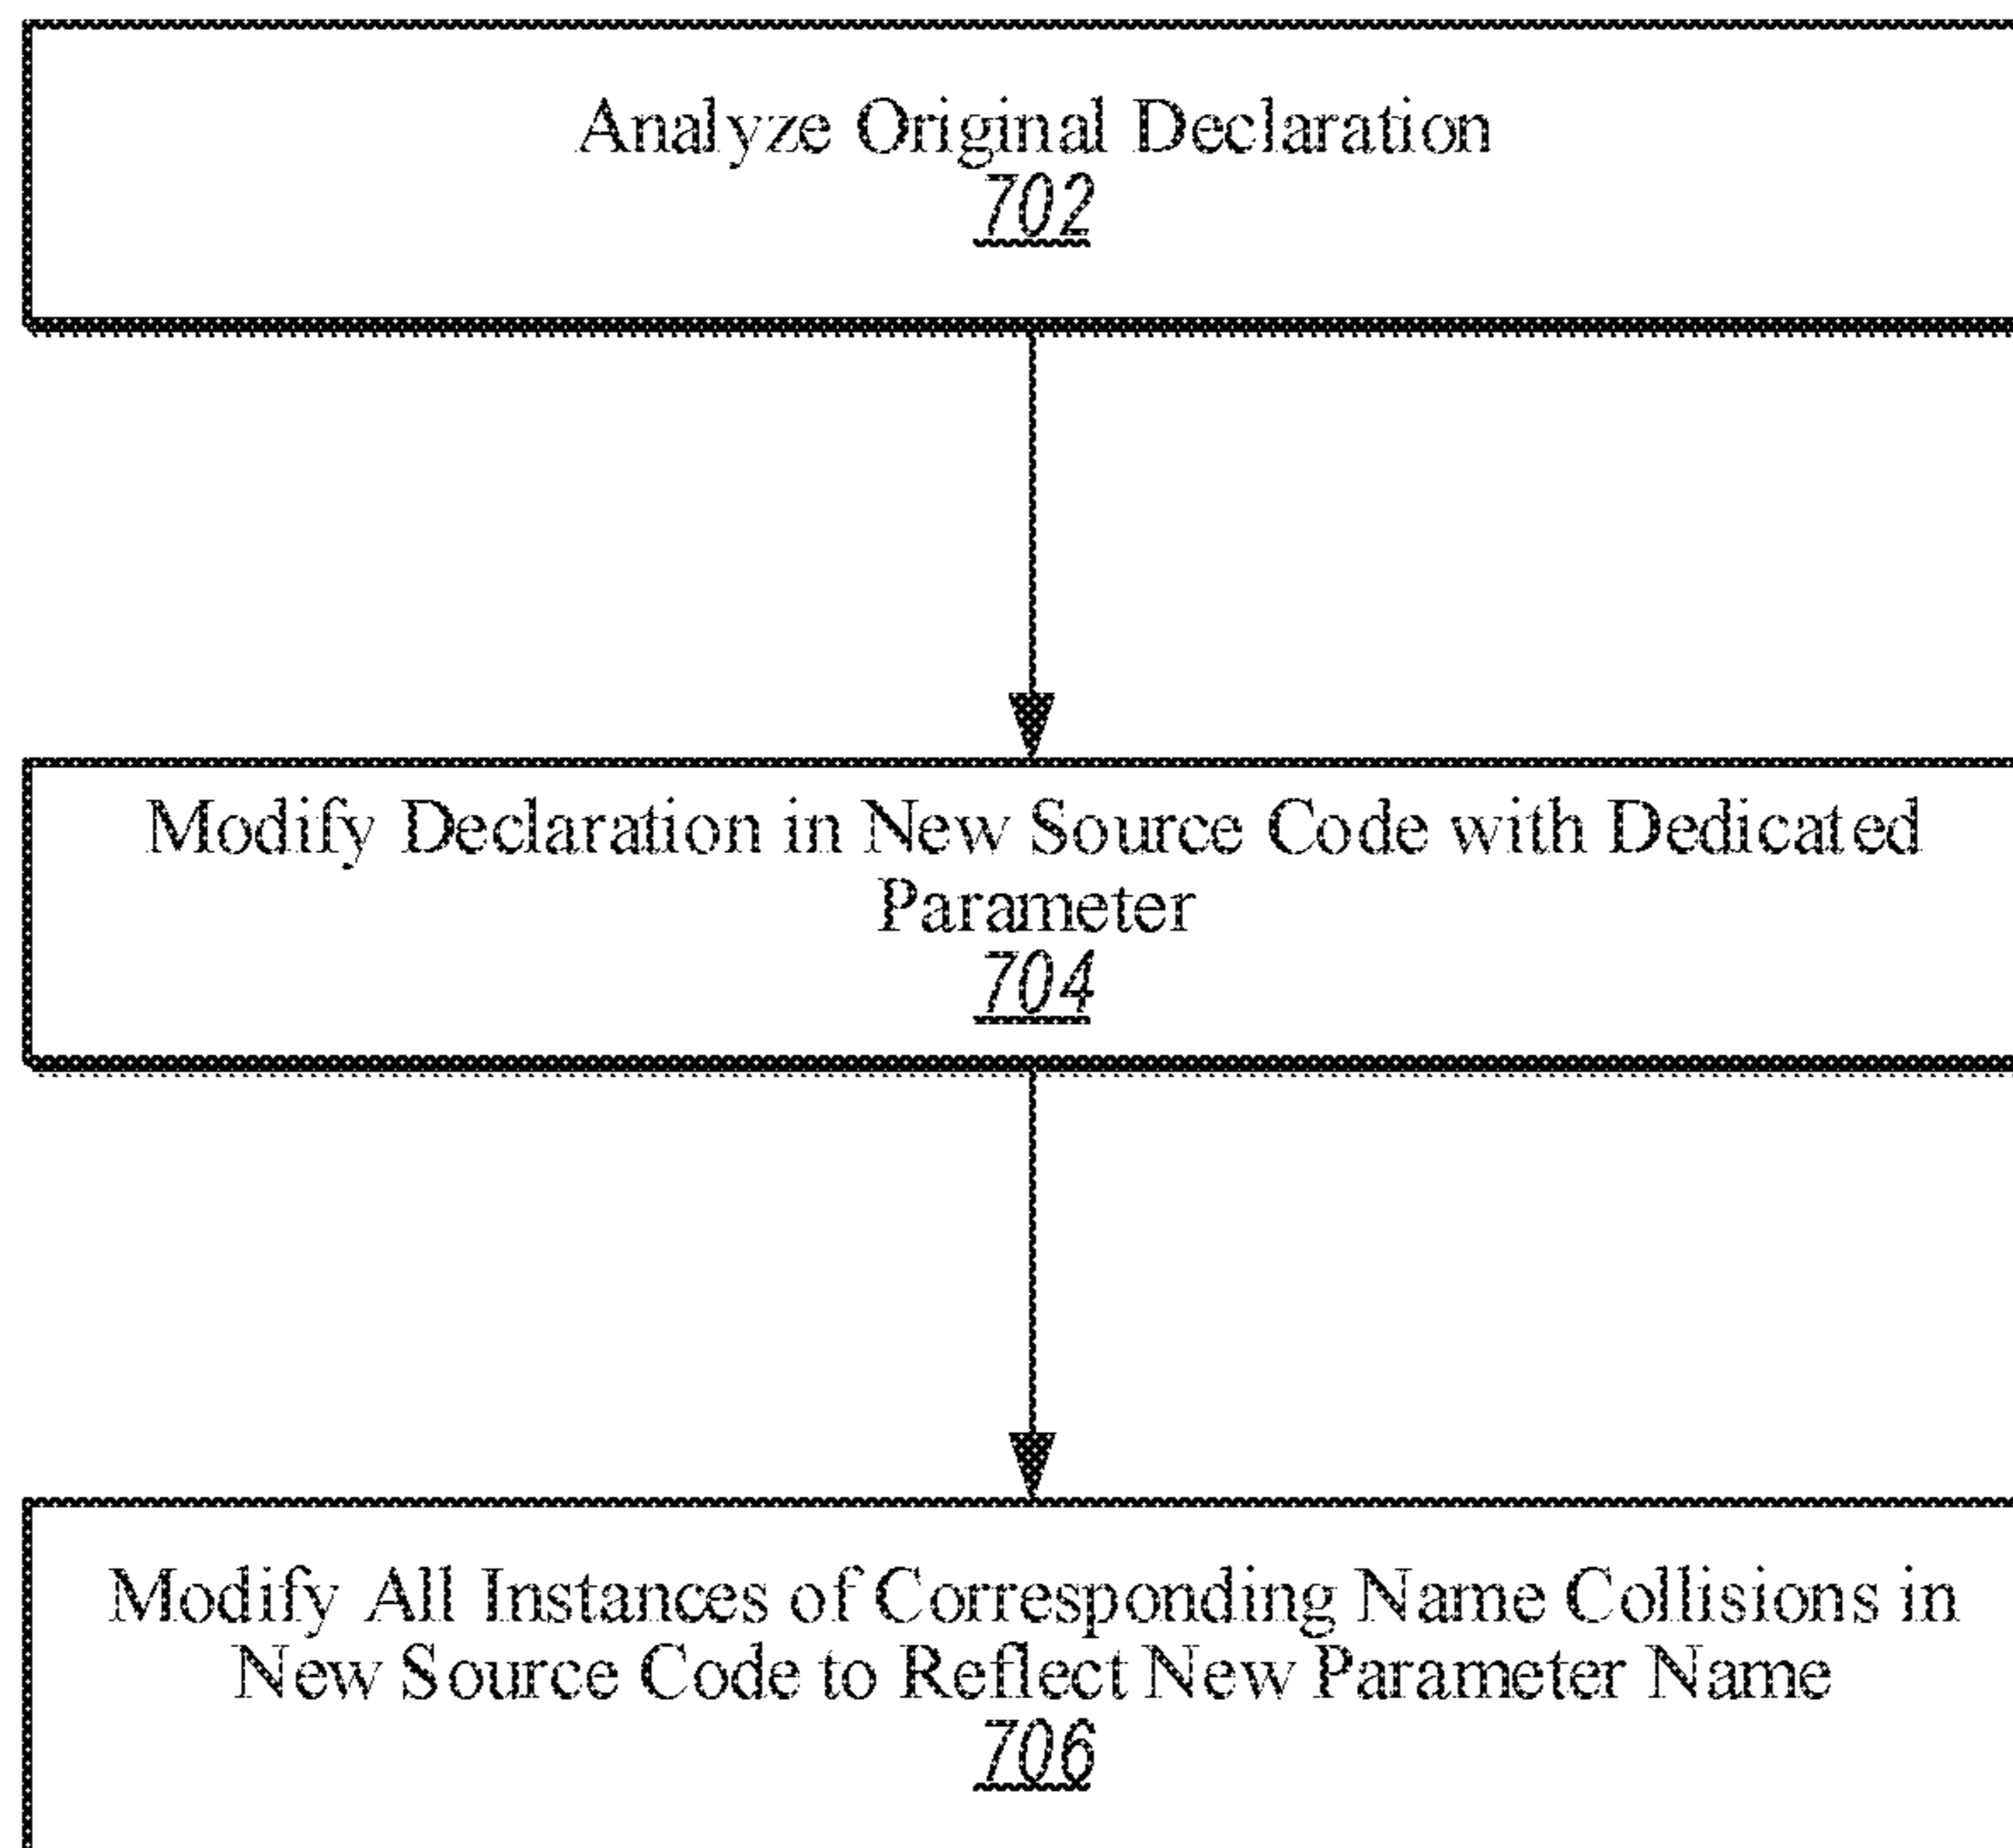 Analyze Original Declaration
702
Modify Declaration in New Source Code with Dedicated
Parameter
704
Modify All Instances of Corresponding Name Collisions in
New Source Code to Reflect New Parameter Name
706